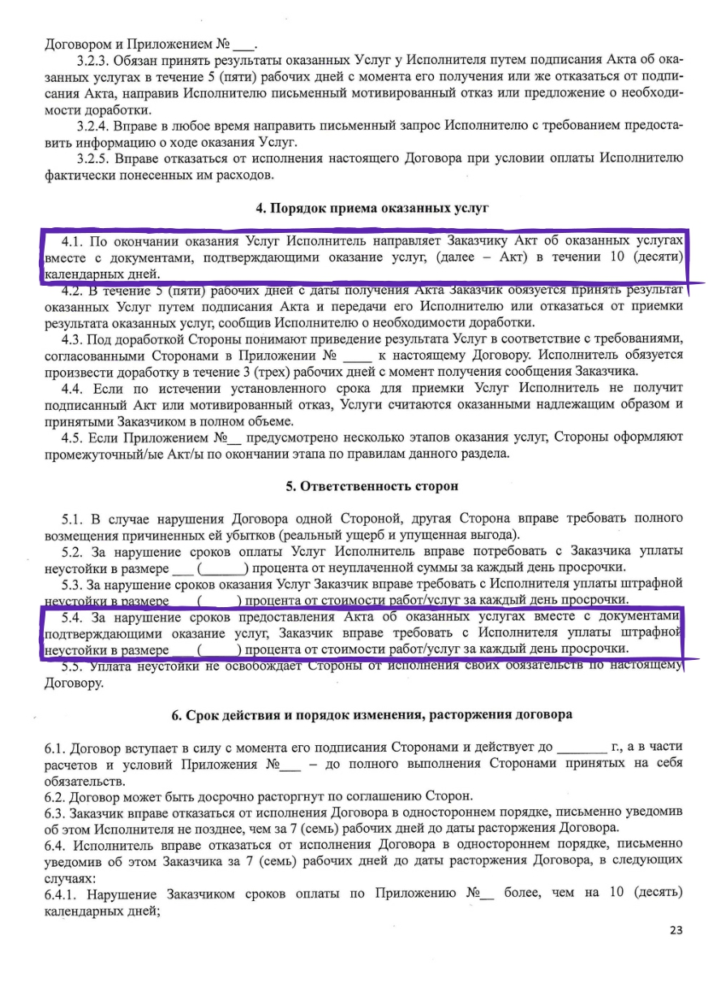 Договором и Приложением № ___.
3.2.3. Обязан принять результаты оказанных Услуг у Исполнителя путем подписания Акта об ока-
занных услугах в течение 5 (пяти) рабочих дней с момента его получения или же отказаться от подпи-
сания Акта, направив Исполнителю письменный мотивированный отказ или предложение о необходи-
мости доработки.
3.2.4. Вправе в любое время направить письменный запрос Исполнителю с требованием предоста-
вить информацию о ходе оказания Услуг.
3.2.5. Вправе отказаться от исполнения настоящего Договора при условии оплаты Исполнителю
фактически понесенных им расходов.
4. Порядок приема оказанных услуг
4.1. По окончании оказания Услуг Исполнитель направляет Заказчику Акт об оказанных услугах
вместе с документами, подтверждающими оказание услуг, (далее – Акт) в течении 10 (десяти)
календарных дней.
4.2. В течение 5 (пяти) рабочих дней с даты получения Акта Заказчик обязуется принять результат
оказанных Услуг путем подписания Акта и передачи его Исполнителю или отказаться от приемки
результата оказанных услуг, сообщив Исполнителю о необходимости доработки.
4.3. Под доработкой Стороны понимают приведение результата Услуг в соответствие с требованиями,
согласованными Сторонами в Приложении № ____ к настоящему Договору. Исполнитель обязуется
произвести доработку в течение 3 (трех) рабочих дней с момент получения сообщения Заказчика.
4.4. Если по истечении установленного срока для приемки Услуг Исполнитель не получит
подписанный Акт или мотивированный отказ, Услуги считаются оказанными надлежащим образом и
принятыми Заказчиком в полном объеме.
4.5. Если Приложением №__ предусмотрено несколько этапов оказания услуг, Стороны оформляют
промежуточный/ые Акт/ы по окончании этапа по правилам данного раздела.
5. Ответственность сторон
5.1. В случае нарушения Договора одной Стороной, другая Сторона вправе требовать полного
возмещения причиненных ей убытков (реальный ущерб и упущенная выгода).
5.2. За нарушение сроков оплаты Услуг Исполнитель вправе потребовать с Заказчика уплаты
неустойки в размере ___ (_______) процента от неуплаченной суммы за каждый день просрочки.
5.3. За нарушение сроков оказания Услуг Заказчик вправе требовать с Исполнителя уплаты штрафной
неустойки в размере ___ (_____) процента от стоимости работ/услуг за каждый день просрочки.
5.4. За нарушение сроков предоставления Акта об оказанных услугах вместе с документами,
подтверждающими оказание услуг, Заказчик вправе требовать с Исполнителя уплаты штрафной
неустойки в размере ___ (_____) процента от стоимости работ/услуг за каждый день просрочки.
5.5. Уплата неустойки не освобождает Стороны от исполнения своих обязательств по настоящему
Договору.
6. Срок действия и порядок изменения, расторжения договора
6.1. Договор вступает в силу с момента его подписания Сторонами и действует до _______ г., а в части
расчетов и условий Приложения №___ – до полного выполнения Сторонами принятых на себя
обязательств.
6.2. Договор может быть досрочно расторгнут по соглашению Сторон.
6.3. Заказчик вправе отказаться от исполнения Договора в одностороннем порядке, письменно уведомив
об этом Исполнителя не позднее, чем за 7 (семь) рабочих дней до даты расторжения Договора.
6.4. Исполнитель вправе отказаться от исполнения Договора в одностороннем порядке, письменно
уведомив об этом Заказчика за 7 (семь) рабочих дней до даты расторжения Договора, в следующих
случаях:
6.4.1. Нарушение Заказчиком сроков оплаты по Приложению №__ более, чем на 10 (десять)
календарных дней;
23